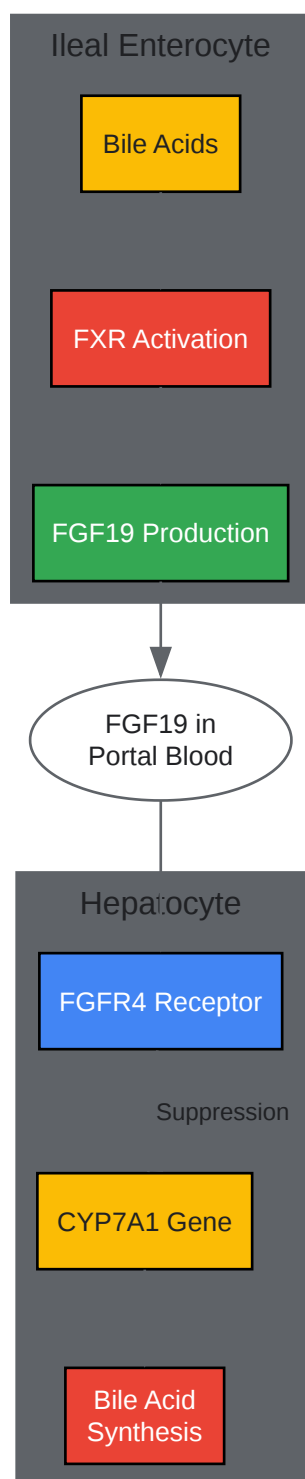 Ileal Enterocyte
Bile Acids
FXR Activation
FGF19 Production
FGF19 in
Portal Blood
Hepatocyte
FGFR4 Receptor
Suppression
CYP7A1 Gene
Bile Acid
Synthesis